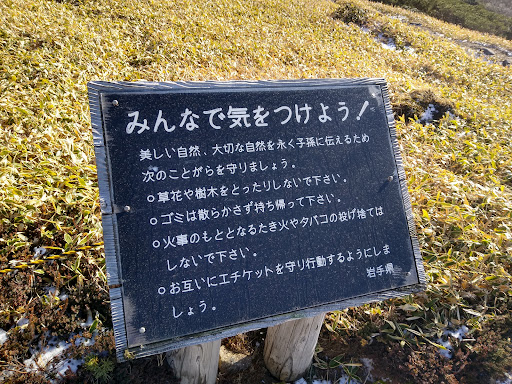 みんなで気をつけよう!
美しい自然、大切な自然を永く子孫に伝えるため
次のことがらを守りましょう。
○草花や樹木をとったりしないで下さい。
○ゴミは散らかさず持ち帰って下さい。
○火事のもととなるたき火やタバコの投げ捨ては
しないで下さい。
○お互いにエチケットを守り行動するようにしま
しょう。
岩手県